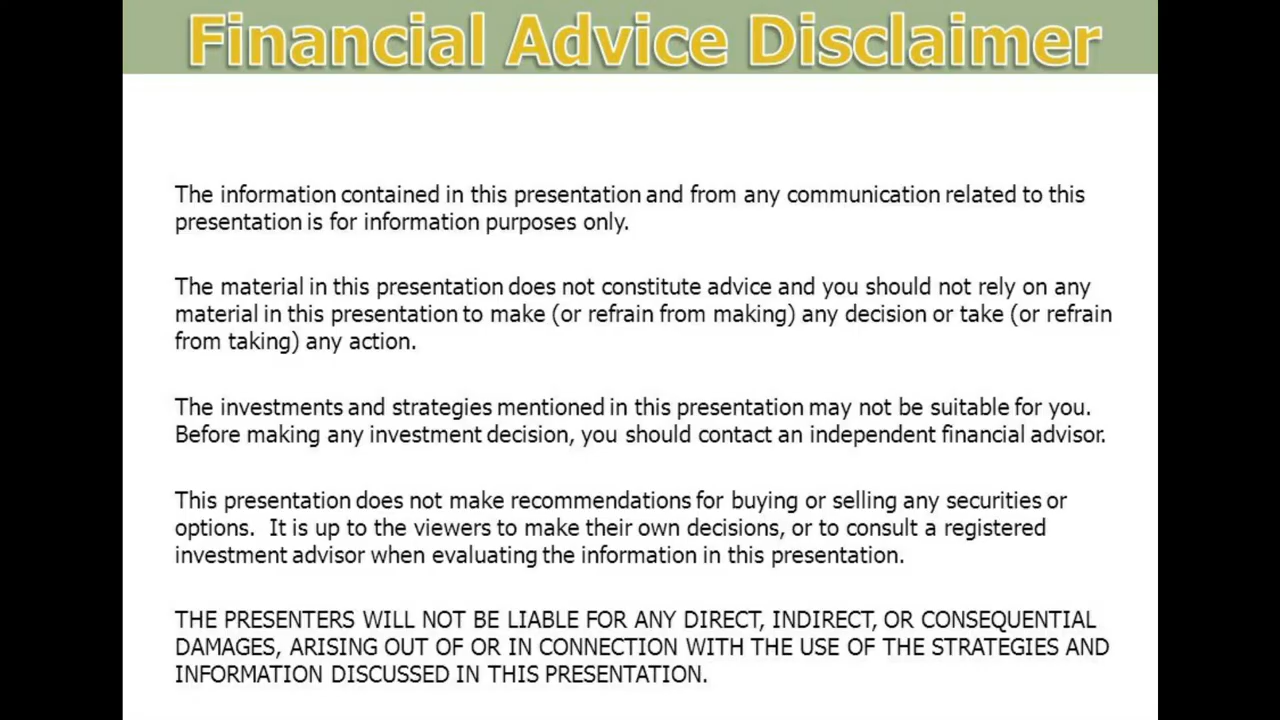 Financial Advice Disclaimer
The information contained in this presentation and from any communication related to this
presentation is for information purposes only.
The material in this presentation does not constitute advice and you should not rely on any
material in this presentation to make (or refrain from making) any decision or take (or refrain
from taking) any action.
The investments and strategies mentioned in this presentation may not be suitable for you.
Before making any investment decision, you should contact an independent financial advisor.
This presentation does not make recommendations for buying or selling any securities or
options.  It is up to the viewers to make their own decisions, or to consult a registered
investment advisor when evaluating the information in this presentation.
THE PRESENTERS WILL NOT BE LIABLE FOR ANY DIRECT, INDIRECT, OR CONSEQUENTIAL
DAMAGES, ARISING OUT OF OR IN CONNECTION WITH THE USE OF THE STRATEGIES AND
INFORMATION DISCUSSED IN THIS PRESENTATION.